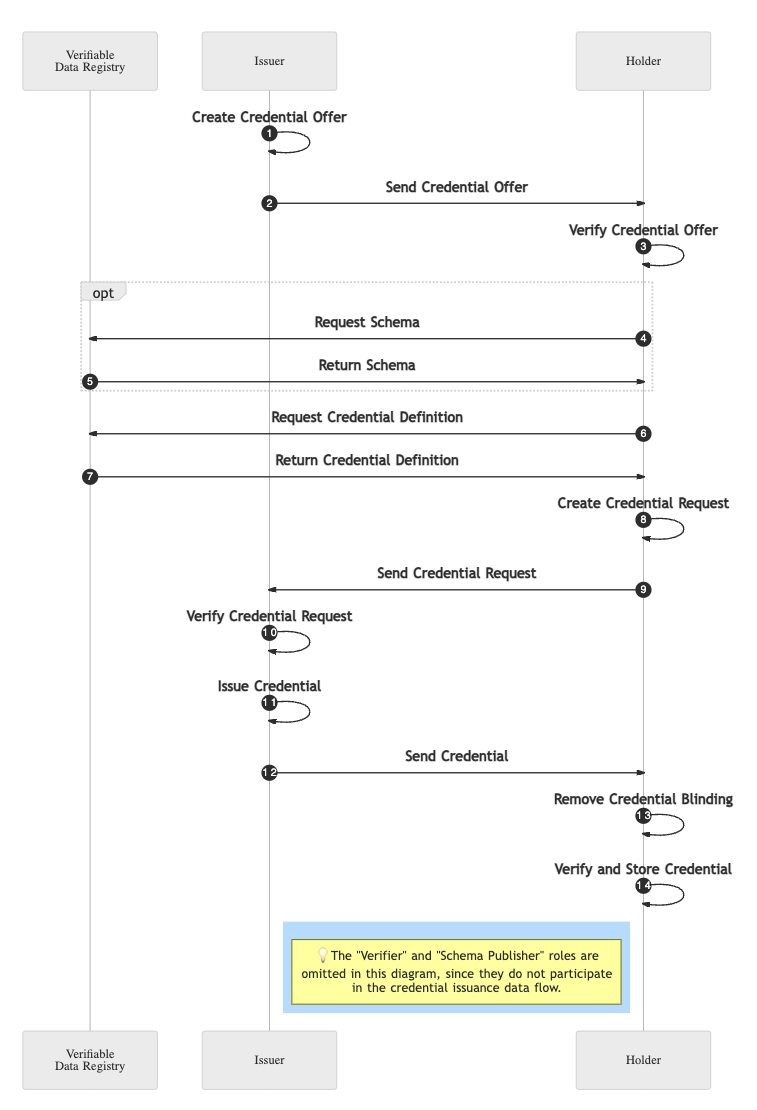 Verifiable
Data Registry
Issuer
Holder
Create Credential Offer
1
Send Credential Offer
2
Verify Credential Offer
3
opt
Request Schema
4
Return Schema
5
Request Credential Definition
6
Return Credential Definition
7
Create Credential Request
8
Send Credential Request
9
Verify Credential Request
10
Issue Credential
11
Send Credential
12
Remove Credential Blinding
13
Verify and Store Credential
14
💡The "Verifier" and "Schema Publisher" roles are
omitted in this diagram, since they do not participate
in the credential issuance data flow.
Verifiable
Data Registry
Issuer
Holder